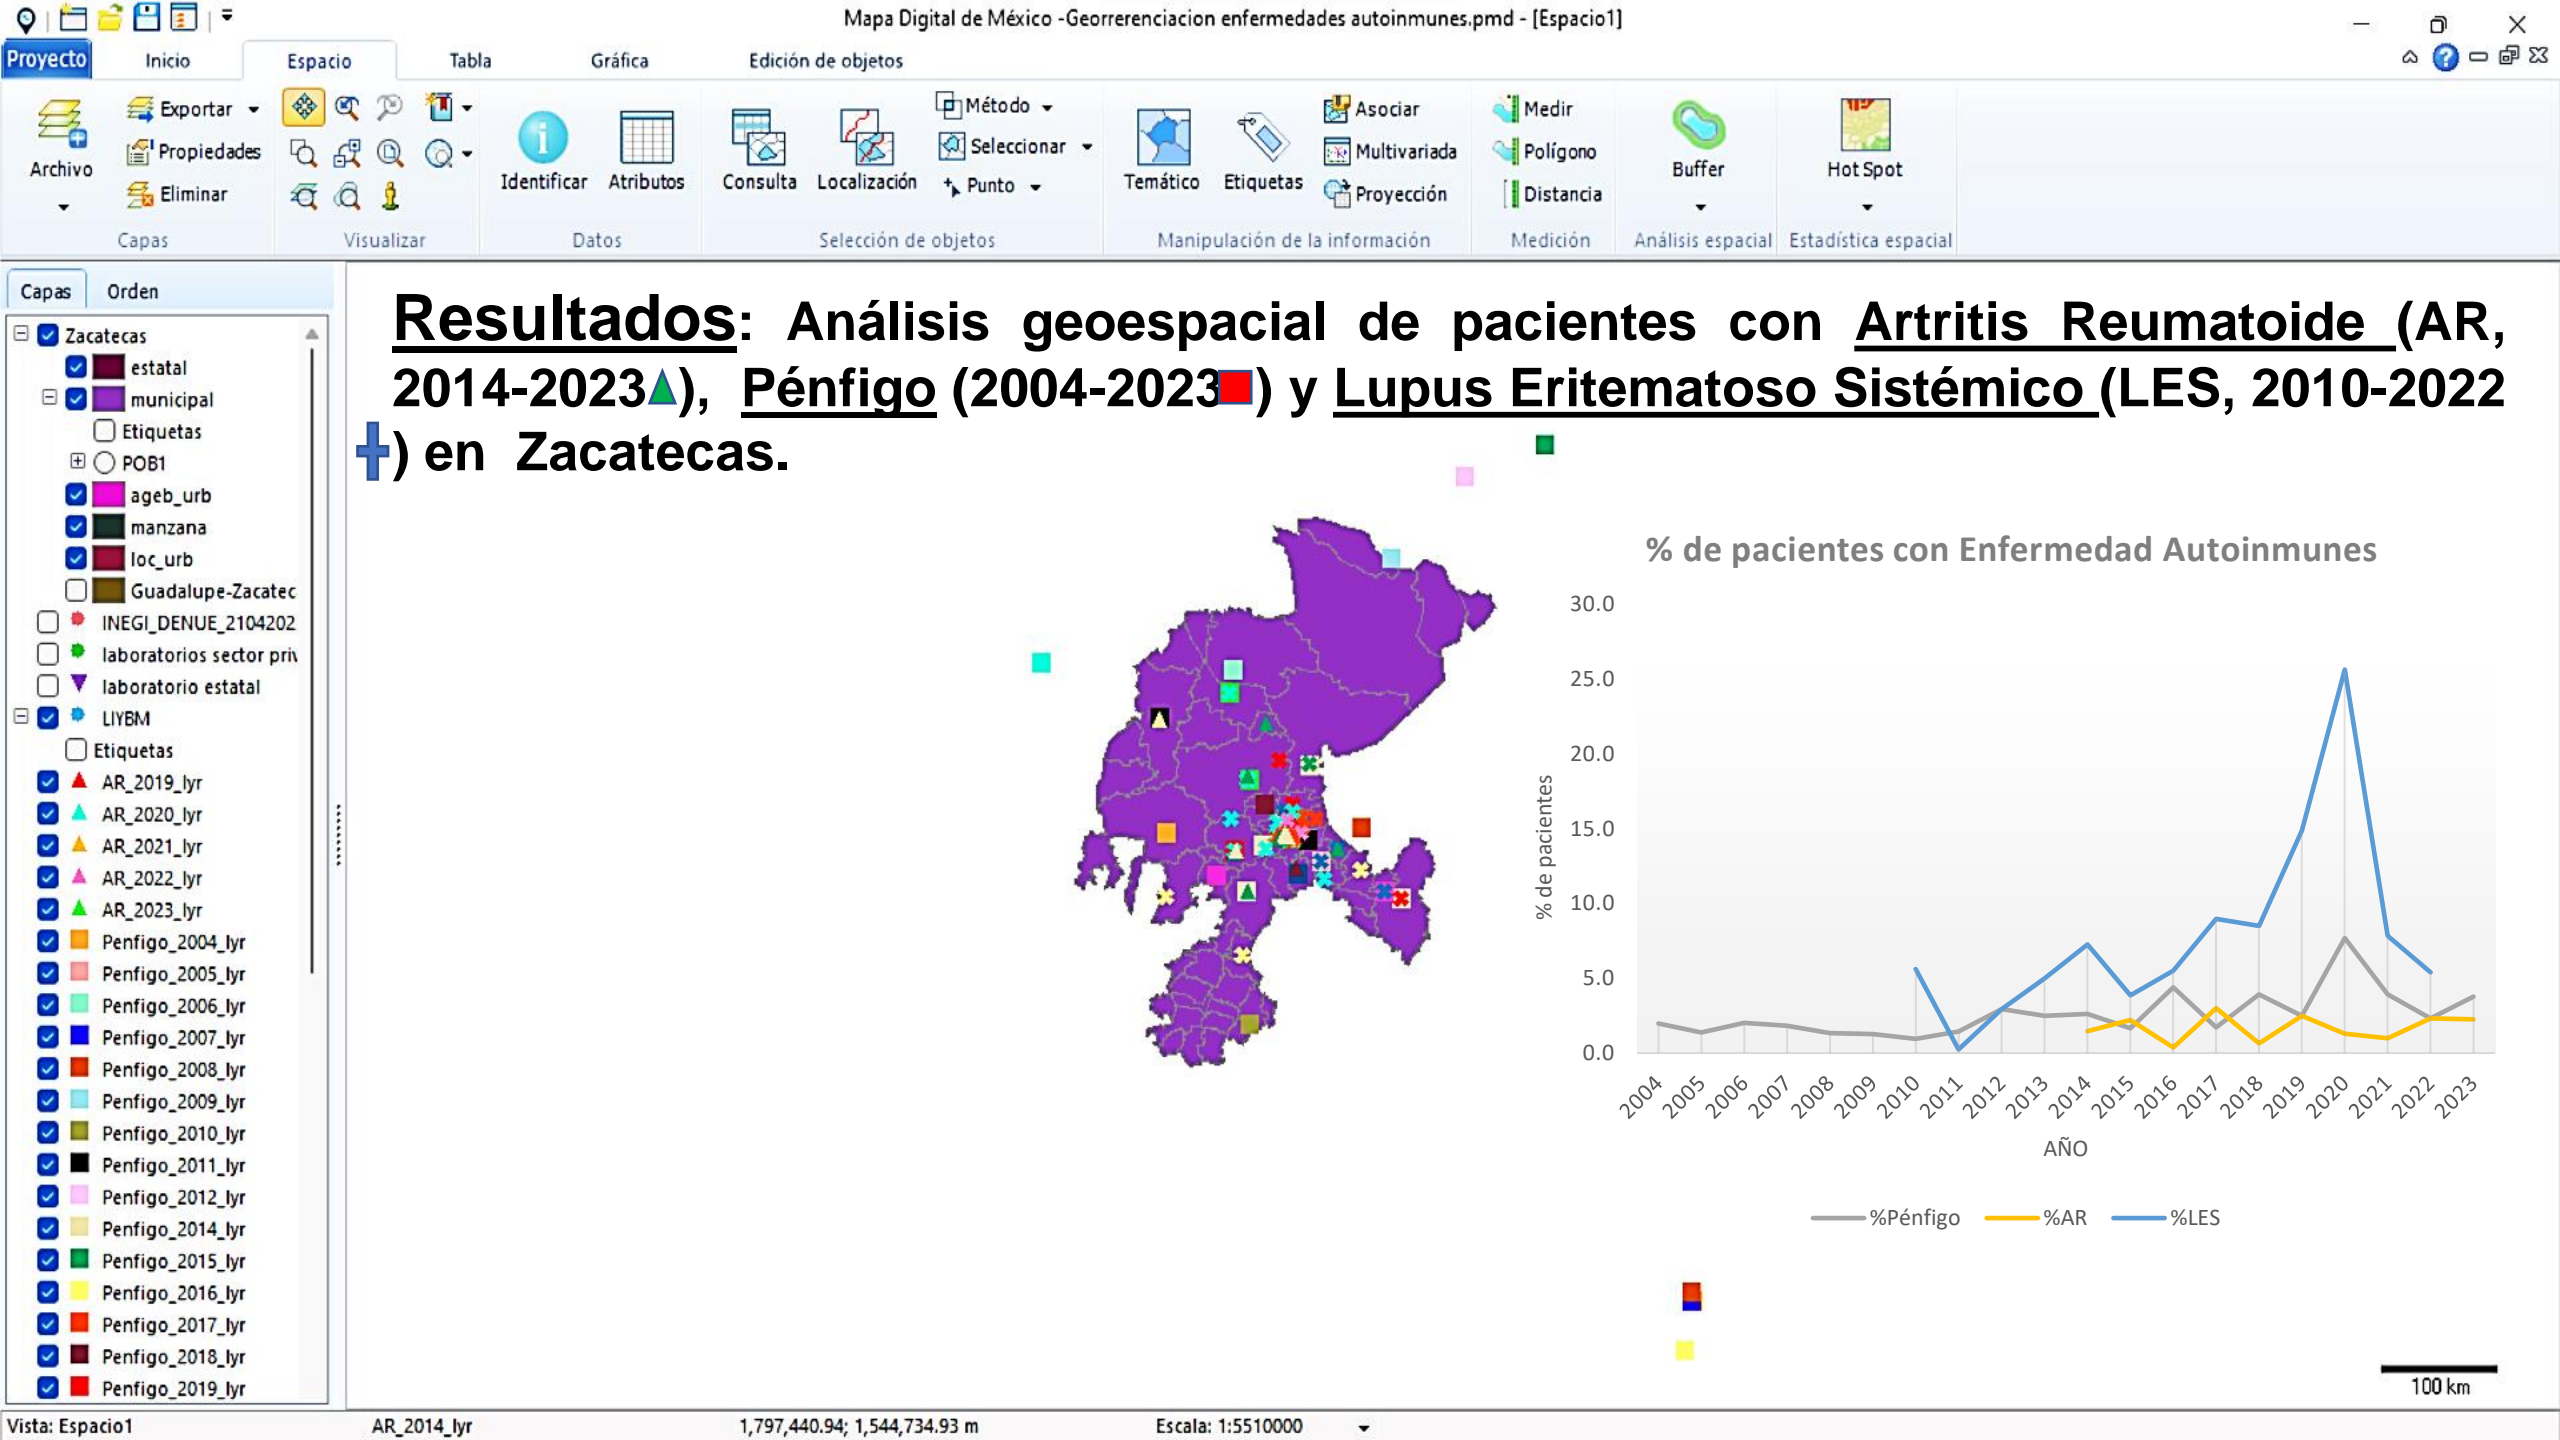 Mapa Digital de México -Georrerenciacion enfermedades autoinmunes.pmd - [Espacio1]
Proyecto Inicio Espacio Tabla Gráfica Edición de objetos
Archivo
Exportar
Propiedades
Eliminar
Capas
Visualizar
Identificar Atributos
Datos
Consulta Localización
Método
Seleccionar
Punto
Selección de objetos
Temático Etiquetas
Asociar
Multivariada
Proyección
Manipulación de la información
Medir
Polígono
Distancia
Medición
Buffer
Análisis espacial
Hot Spot
Estadística espacial
Capas Orden
Zacatecas
estatal
municipal
Etiquetas
POB1
ageb_urb
manzana
loc_urb
Guadalupe-Zacatec
INEGI_DENUE_2104202
laboratorios sector priv
laboratorio estatal
LIYBM
Etiquetas
AR_2019_lyr
AR_2020_lyr
AR_2021_lyr
AR_2022_lyr
AR_2023_lyr
Penfigo_2004_lyr
Penfigo_2005_lyr
Penfigo_2006_lyr
Penfigo_2007_lyr
Penfigo_2008_lyr
Penfigo_2009_lyr
Penfigo_2010_lyr
Penfigo_2011_lyr
Penfigo_2012_lyr
Penfigo_2014_lyr
Penfigo_2015_lyr
Penfigo_2016_lyr
Penfigo_2017_lyr
Penfigo_2018_lyr
Penfigo_2019_lyr
Resultados: Análisis geoespacial de pacientes con Artritis Reumatoide (AR,
2014-2023), Pénfigo (2004-2023) y Lupus Eritematoso Sistémico (LES, 2010-2022
) en Zacatecas.
% de pacientes con Enfermedad Autoinmunes
30.0
25.0
20.0
15.0
10.0
5.0
0.0
% de pacientes
2004 2005 2006 2007 2008 2009 2010 2011 2012 2013 2014 2015 2016 2017 2018 2019 2020 2021 2022 2023
AÑO
%Pénfigo %AR %LES
100 km
Vista: Espacio1 AR_2014_lyr 1,797,440.94; 1,544,734.93 m Escala: 1:5510000